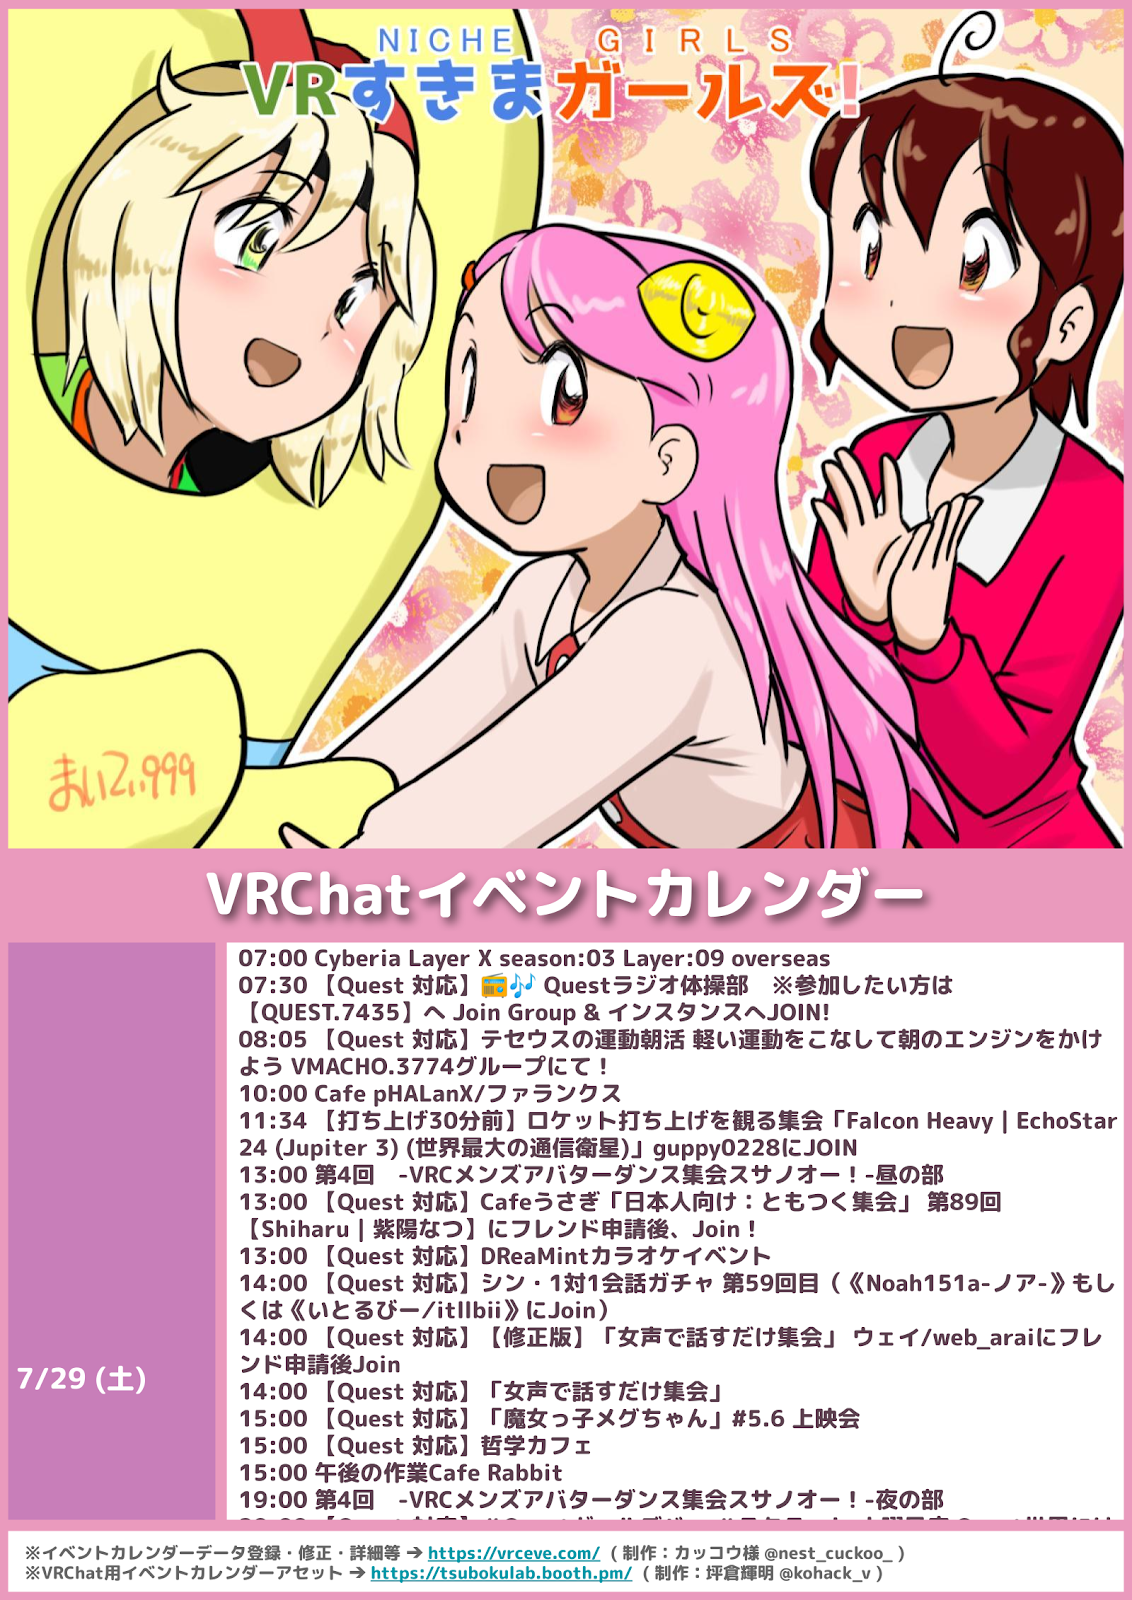 NICHE GIRLS
VRすきまガールズ!
まいてぃ999
VRChatイベントカレンダー
7/29 (土)
07:00 Cyberia Layer X season:03 Layer:09 overseas
07:30 【Quest 対応】📻🎶 Questラジオ体操部　※参加したい方は
【QUEST.7435】へ Join Group & インスタンスへJOIN!
08:05 【Quest 対応】テセウスの運動朝活 軽い運動をこなして朝のエンジンをかけ
よう VMACHO.3774グループにて！
10:00 Cafe pHALanX/ファランクス
11:34 【打ち上げ30分前】ロケット打ち上げを観る集会「Falcon Heavy | EchoStar
24 (Jupiter 3) (世界最大の通信衛星)」guppy0228にJOIN
13:00 第4回　-VRCメンズアバターダンス集会スサノオー！-昼の部
13:00 【Quest 対応】Cafeうさぎ「日本人向け：ともつく集会」 第89回
【Shiharu | 紫陽なつ】にフレンド申請後、Join！
13:00 【Quest 対応】DReaMintカラオケイベント
14:00 【Quest 対応】シン・1対1会話ガチャ 第59回目（《Noah151a-ノア-》もし
くは《いとるびー/itllbii》にJoin）
14:00 【Quest 対応】【修正版】「女声で話すだけ集会」 ウェイ/web_araiにフレ
ンド申請後Join
14:00 【Quest 対応】「女声で話すだけ集会」
15:00 【Quest 対応】「魔女っ子メグちゃん」#5.6 上映会
15:00 【Quest 対応】哲学カフェ
15:00 午後の作業Cafe Rabbit
19:00 第4回　-VRCメンズアバターダンス集会スサノオー！-夜の部
※イベントカレンダーデータ登録・修正・詳細等 ➔ https://vrceve.com/ ( 制作：カッコウ様 @nest_cuckoo_ )
※VRChat用イベントカレンダーアセット ➔ https://tsubokulab.booth.pm/ ( 制作：坪倉輝明 @kohack_v )